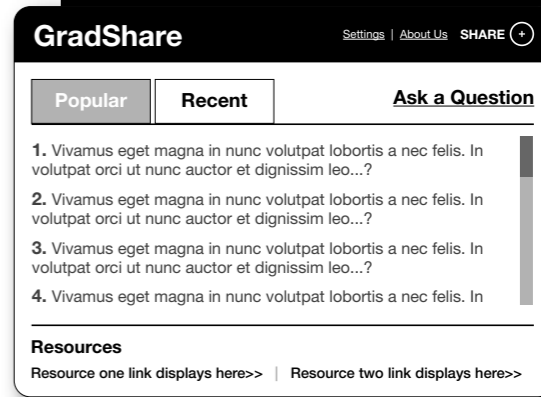 GradShare
Settings | About Us SHARE +
Popular Recent Ask a Question
1. Vivamus eget magna in nunc volutpat lobortis a nec felis. In
volutpat orci ut nunc auctor et dignissim leo...?
2. Vivamus eget magna in nunc volutpat lobortis a nec felis. In
volutpat orci ut nunc auctor et dignissim leo...?
3. Vivamus eget magna in nunc volutpat lobortis a nec felis. In
volutpat orci ut nunc auctor et dignissim leo...?
4. Vivamus eget magna in nunc volutpat lobortis a nec felis. In
Resources
Resource one link displays here>> | Resource two link displays here>>